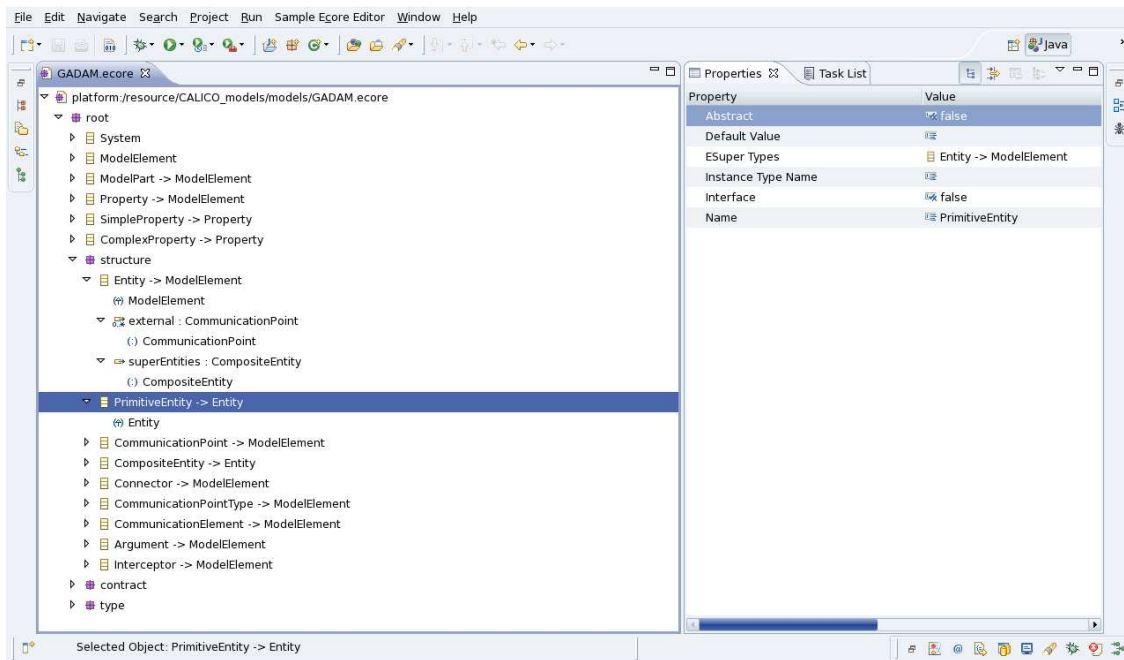 File Edit Navigate Search Project Run Sample Ecore Editor Window Help
Java
GADAM.ecore
platform:/resource/CALICO_models/models/GADAM.ecore
root
System
ModelElement
ModelPart -> ModelElement
Property -> ModelElement
SimpleProperty -> Property
ComplexProperty -> Property
structure
Entity -> ModelElement
ModelElement
external : CommunicationPoint
CommunicationPoint
superEntities : CompositeEntity
CompositeEntity
PrimitiveEntity -> Entity
Entity
CommunicationPoint -> ModelElement
CompositeEntity -> Entity
Connector -> ModelElement
CommunicationPointType -> ModelElement
CommunicationElement -> ModelElement
Argument -> ModelElement
Interceptor -> ModelElement
contract
type
Properties Task List
Property Value
Abstract false
Default Value
ESuper Types Entity -> ModelElement
Instance Type Name
Interface false
Name PrimitiveEntity
Selected Object: PrimitiveEntity -> Entity